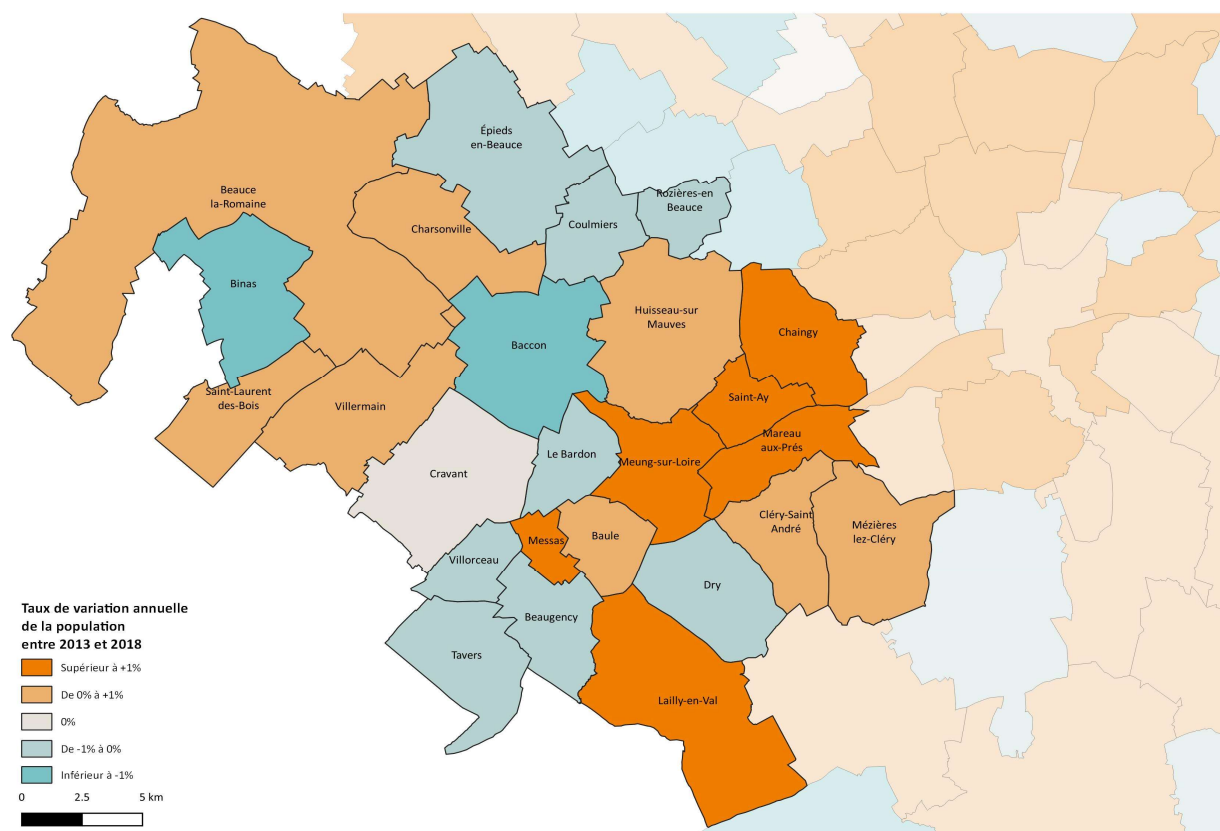 Épieds
en-Beauce
Rozières-en
Beauce
Beauce
la-Romaine
Charsonville
Coulmiers
Binas
Huisseau-sur
Mauves
Chaingy
Baccon
Saint-Laurent
des-Bois
Villermain
Saint-Ay
Mareau
aux-Prés
Le Bardon
Meung-sur-Loire
Cravant
Cléry-Saint
André
Mézières
lez-Cléry
Messas
Baule
Villorceau
Dry
Beaugency
Tavers
Lailly-en-Val
Taux de variation annuelle
de la population
entre 2013 et 2018
Supérieur à +1%
De 0% à +1%
0%
De -1% à 0%
Inférieur à -1%
0 2.5 5 km